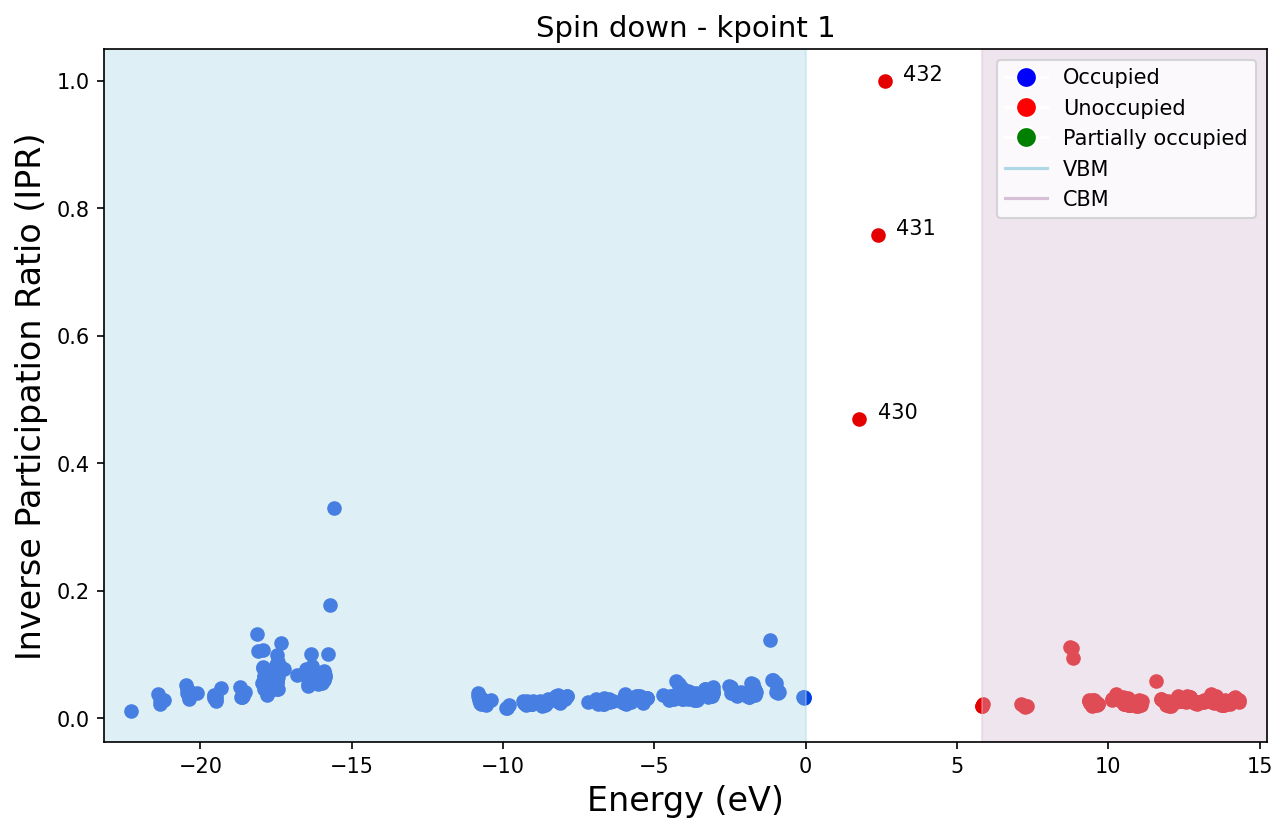 Spin down - kpoint 1
Inverse Participation Ratio (IPR)
1.0
0.8
0.6
0.4
0.2
0.0
432
431
430
Occupied
Unoccupied
Partially occupied
VBM
CBM
−20
−15
−10
−5
0
5
10
15
Energy (eV)